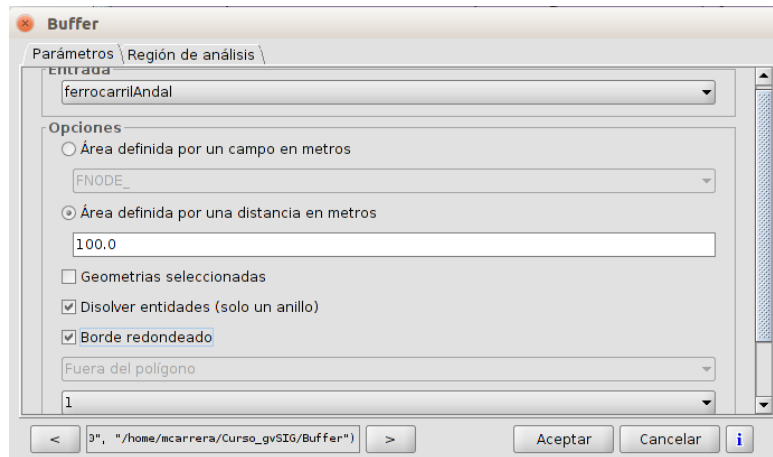 Buffer
Parámetros Región de análisis
Entrada
ferrocarrilAndal
Opciones
Área definida por un campo en metros
FNODE_
Área definida por una distancia en metros
100.0
Geometrias seleccionadas
Disolver entidades (solo un anillo)
Borde redondeado
Fuera del polígono
1
< 0", "/home/mcarrera/Curso_gvSIG/Buffer") > Aceptar Cancelar i